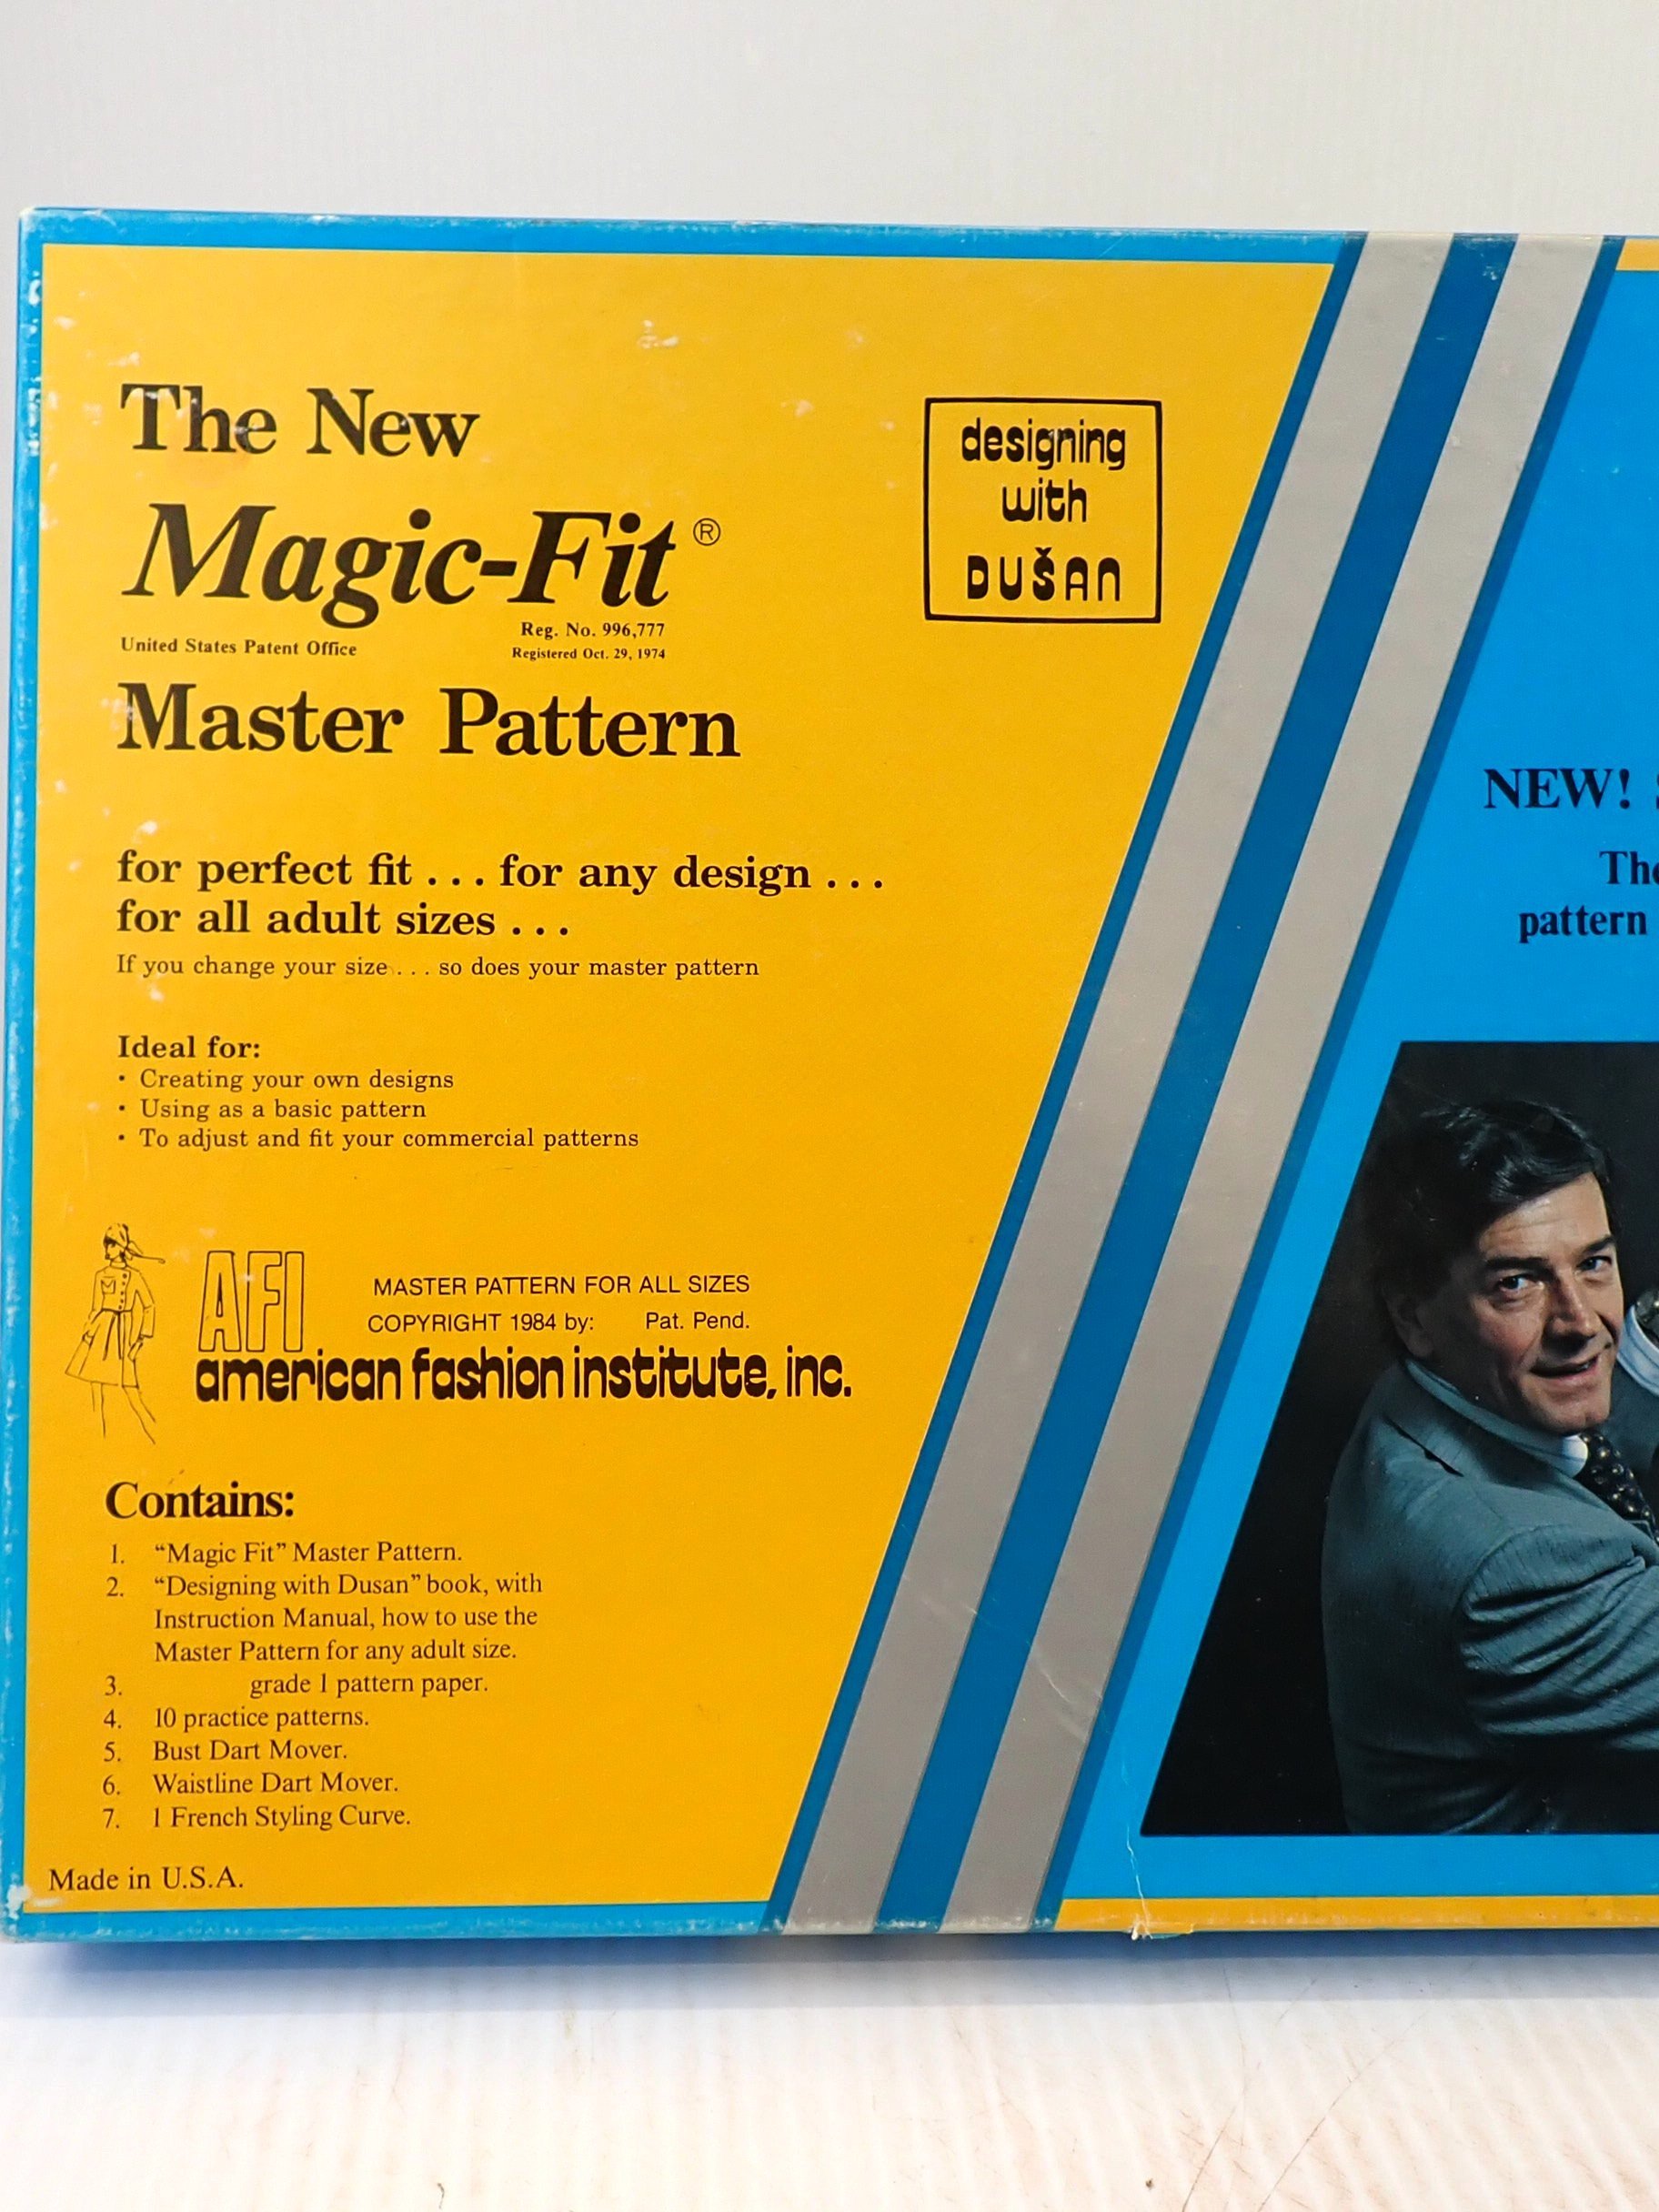 The New
Magic-Fit®
United States Patent Office
Reg. No. 996,777
Registered Oct. 29, 1974
Master Pattern
designing
with
DUŠAN
for perfect fit . . . for any design . . .
for all adult sizes . . .
If you change your size . . . so does your master pattern
Ideal for:
• Creating your own designs
• Using as a basic pattern
• To adjust and fit your commercial patterns
AFI
MASTER PATTERN FOR ALL SIZES
COPYRIGHT 1984 by: Pat. Pend.
american fashion institute, inc.
Contains:
1. “Magic Fit” Master Pattern.
2. “Designing with Dusan” book, with
Instruction Manual, how to use the
Master Pattern for any adult size.
3. grade 1 pattern paper.
4. 10 practice patterns.
5. Bust Dart Mover.
6. Waistline Dart Mover.
7. 1 French Styling Curve.
Made in U.S.A.
NEW!
pattern